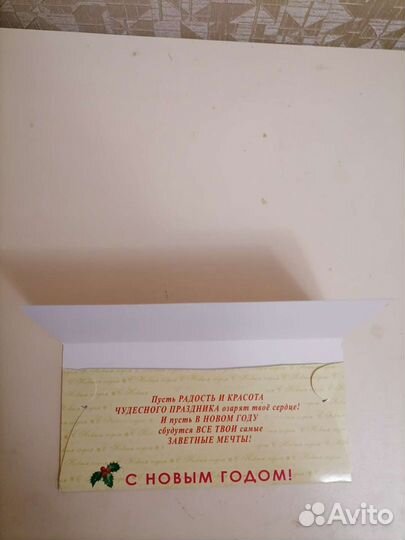 Пусть РАДОСТЬ И КРАСОТА
ЧУДЕСНОГО ПРАЗДНИКА озарят твоё сердце!
И пусть В НОВОМ ГОДУ
сбудутся ВСЕ ТВОИ самые
ЗАВЕТНЫЕ МЕЧТЫ!
С НОВЫМ ГОДОМ!
Avito